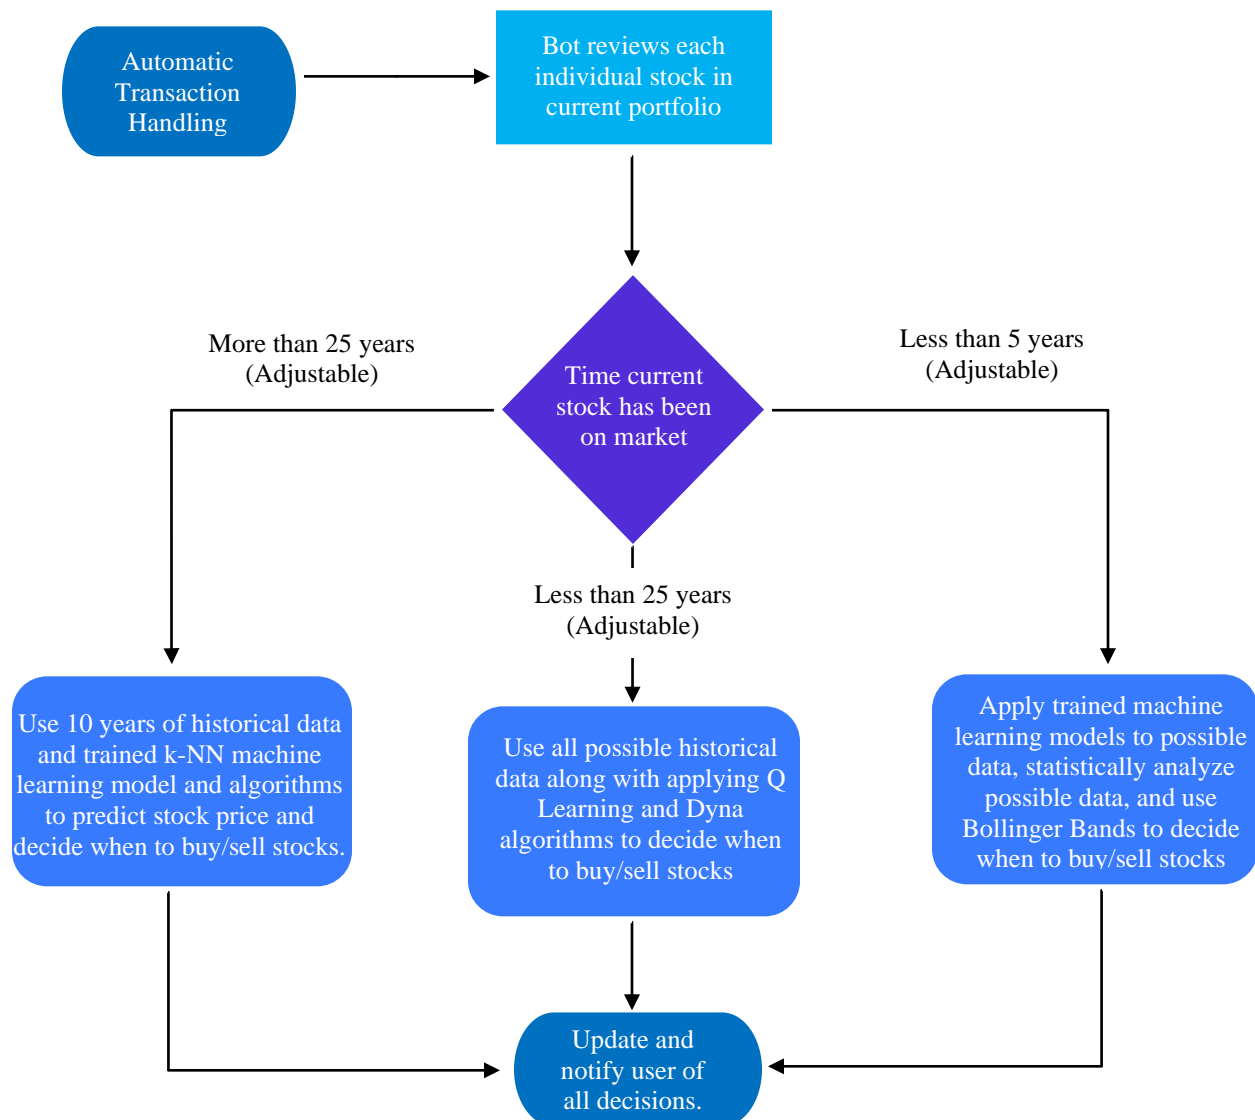 Automatic
Transaction
Handling
Bot reviews each
individual stock in
current portfolio
More than 25 years
(Adjustable)
Time current
stock has been
on market
Less than 5 years
(Adjustable)
Less than 25 years
(Adjustable)
Use 10 years of historical data
and trained k-NN machine
learning model and algorithms
to predict stock price and
decide when to buy/sell stocks.
Use all possible historical
data along with applying Q
Learning and Dyna
algorithms to decide when
to buy/sell stocks
Apply trained machine
learning models to possible
data, statistically analyze
possible data, and use
Bollinger Bands to decide
when to buy/sell stocks
Update and
notify user of
all decisions.